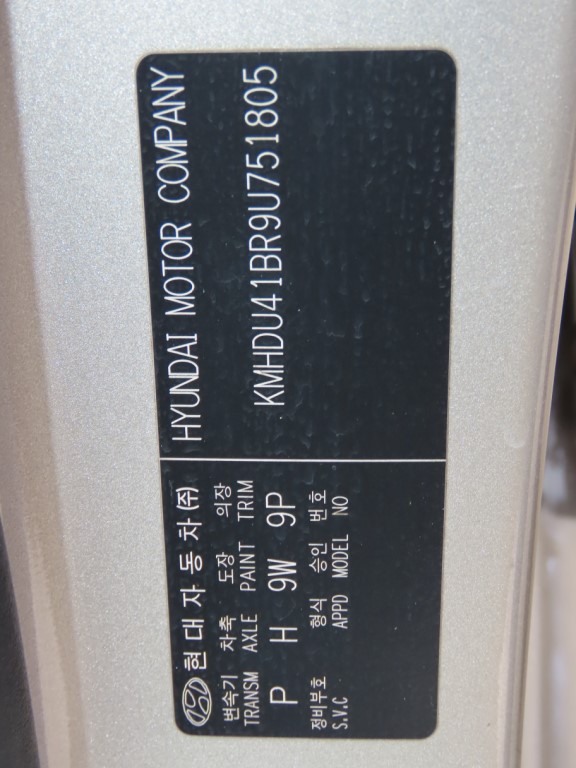 현대자동차(주) HYUNDAI MOTOR COMPANY
변속기 차축 도장 의장
TRANSM AXLE PAINT TRIM
P H 9W 9P KMHDU41BR9U751805
정비부호 형식 승인 번호
S.V.C APPD MODEL NO